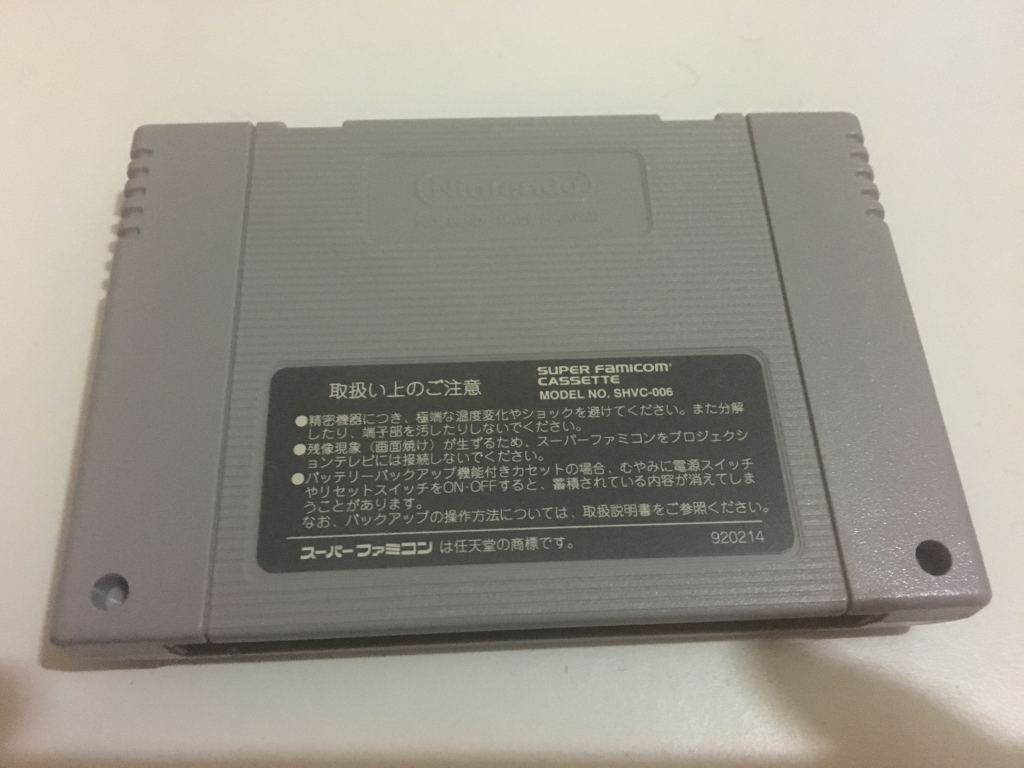 Nintendo
取扱い上のご注意
SUPER FAMICOM
CASSETTE
MODEL NO. SHVC-006
●精密機器につき、極端な温度変化やショックを避けてください。また分解
したり、端子部を汚したりしないでください。
●残像現象（画面焼け）が生ずるため、スーパーファミコンをプロジェクシ
ョンテレビには接続しないでください。
●バッテリーバックアップ機能付きカセットの場合、むやみに電源スイッチ
やリセットスイッチをON・OFFすると、蓄積されている内容が消えてしま
うことがあります。
なお、バックアップの操作方法については、取扱説明書をご参照ください。
スーパーファミコン は任天堂の商標です。
920214